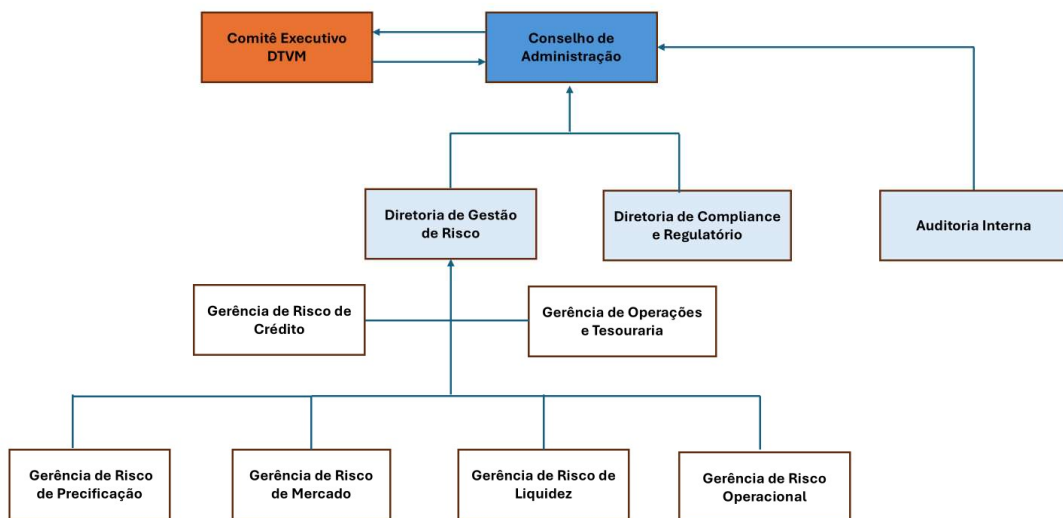 Comitê Executivo
DTVM
Conselho de
Administração
Diretoria de Gestão
de Risco
Diretoria de Compliance
e Regulatório
Auditoria Interna
Gerência de Risco de
Crédito
Gerência de Operações
e Tesouraria
Gerência de Risco
de Precificação
Gerência de Risco
de Mercado
Gerência de Risco de
Liquidez
Gerência de Risco
Operacional